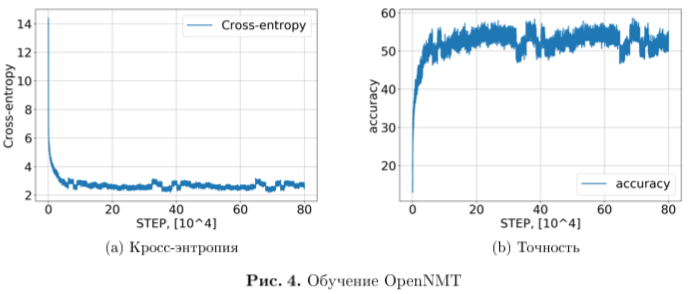 14
12
10
8
6
4
2
Cross-entropy
Cross-entropy
0 20 40 60 80
STEP, [10^4]
(a) Кросс-энтропия
60
50
40
30
20
accuracy
accuracy
0 20 40 60 80
STEP, [10^4]
(b) Точность
Рис. 4. Обучение OpenNMT